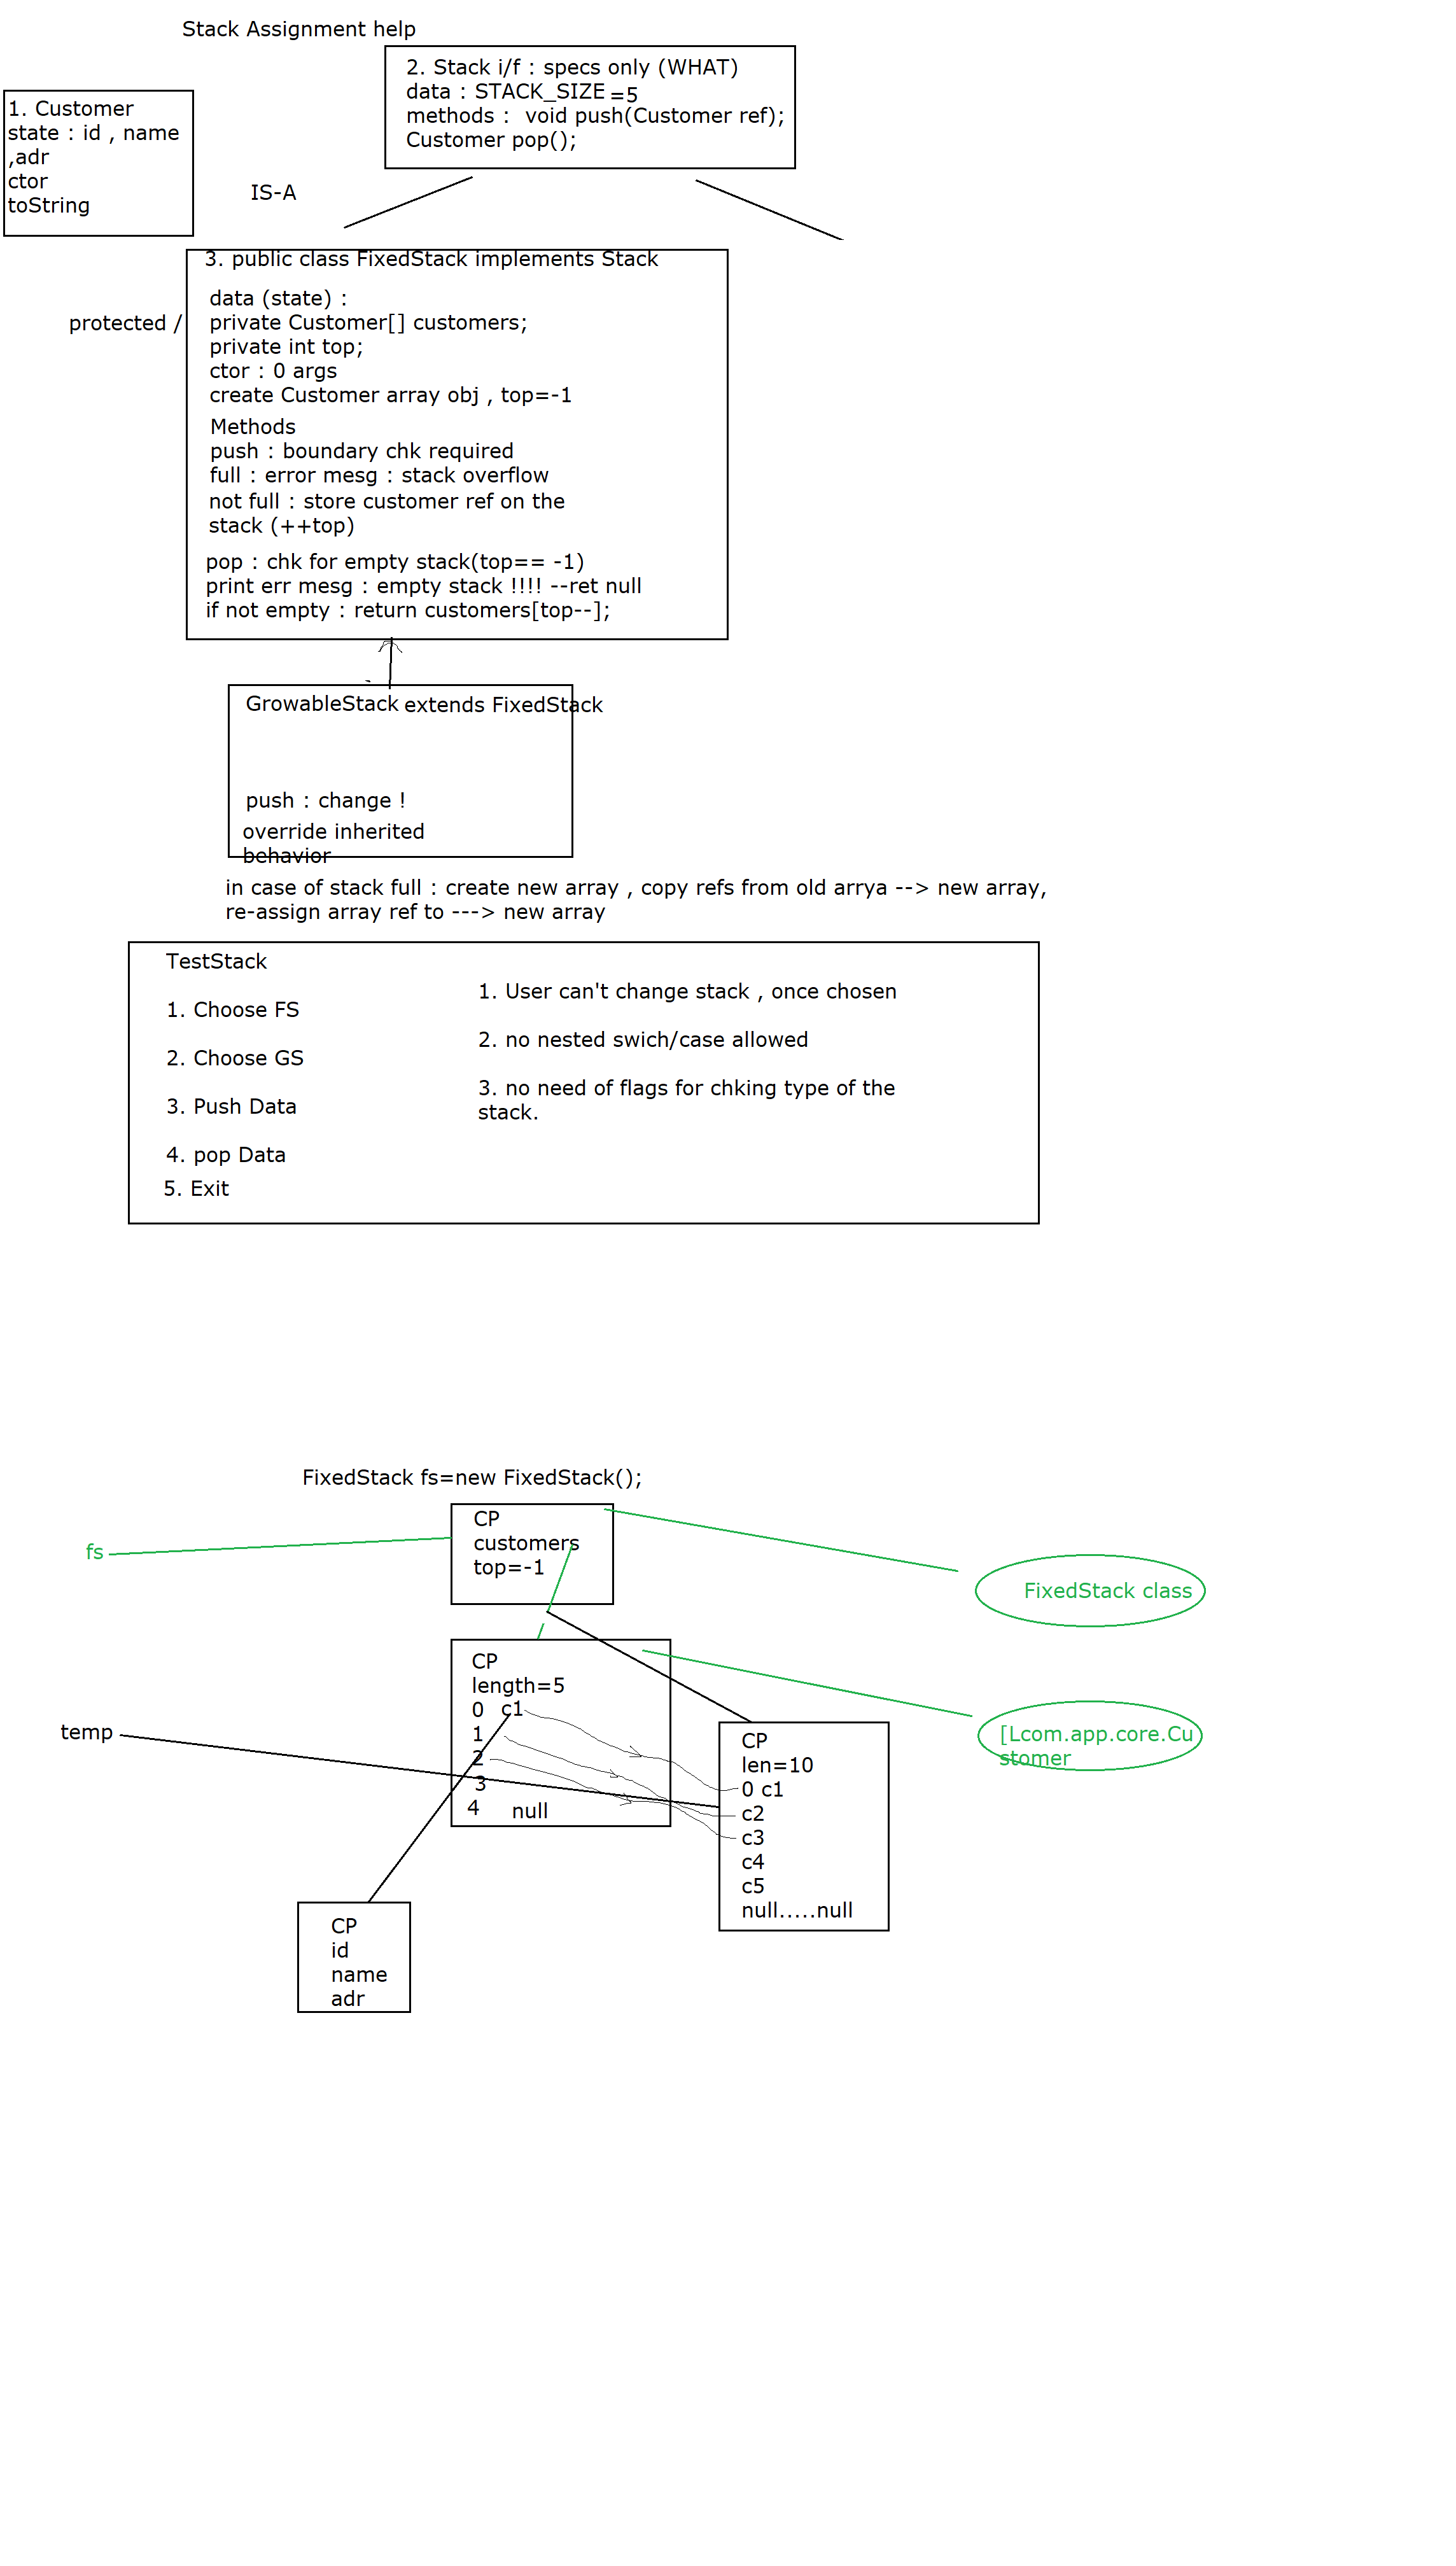 Stack Assignment help
2. Stack i/f : specs only (WHAT)
data : STACK_SIZE =5
methods :  void push(Customer ref);
Customer pop();
1. Customer
state : id , name
,adr
ctor
toString
IS-A
3. public class FixedStack implements Stack
data (state) :
protected /
private Customer[] customers;
private int top;
ctor : 0 args
create Customer array obj , top=-1
Methods
push : boundary chk required
full : error mesg : stack overflow
not full : store customer ref on the
stack (++top)
pop : chk for empty stack(top== -1)
print err mesg : empty stack !!!! --ret null
if not empty : return customers[top--];
GrowableStack extends FixedStack
push : change !
override inherited
behavior
in case of stack full : create new array , copy refs from old arrya --> new array,
re-assign array ref to ---> new array
TestStack
1. Choose FS
2. Choose GS
3. Push Data
4. pop Data
5. Exit
1. User can't change stack , once chosen
2. no nested swich/case allowed
3. no need of flags for chking type of the
stack.
FixedStack fs=new FixedStack();
fs
CP
customers
top=-1
FixedStack class
CP
length=5
0 c1
1
2
3
4 null
temp
[Lcom.app.core.Cu
stomer
CP
len=10
0 c1
c2
c3
c4
c5
null.....null
CP
id
name
adr